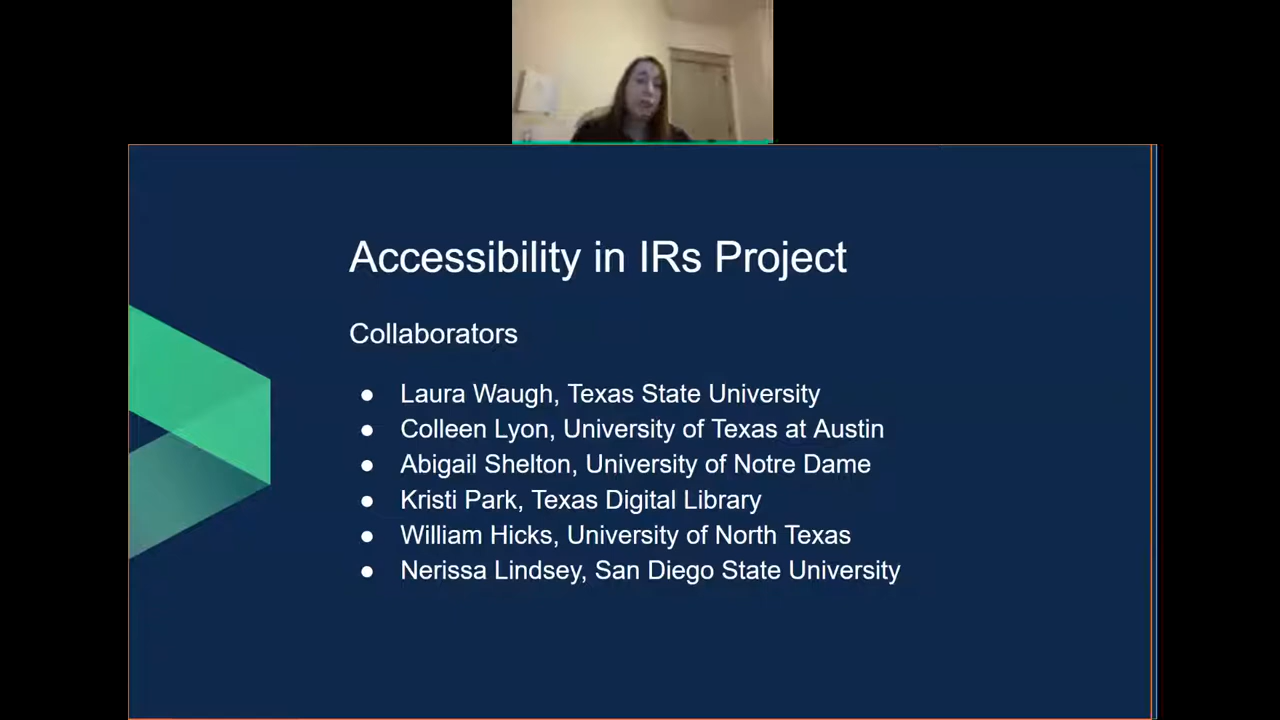 Accessibility in IRs Project
Collaborators
● Laura Waugh, Texas State University
● Colleen Lyon, University of Texas at Austin
● Abigail Shelton, University of Notre Dame
● Kristi Park, Texas Digital Library
● William Hicks, University of North Texas
● Nerissa Lindsey, San Diego State University